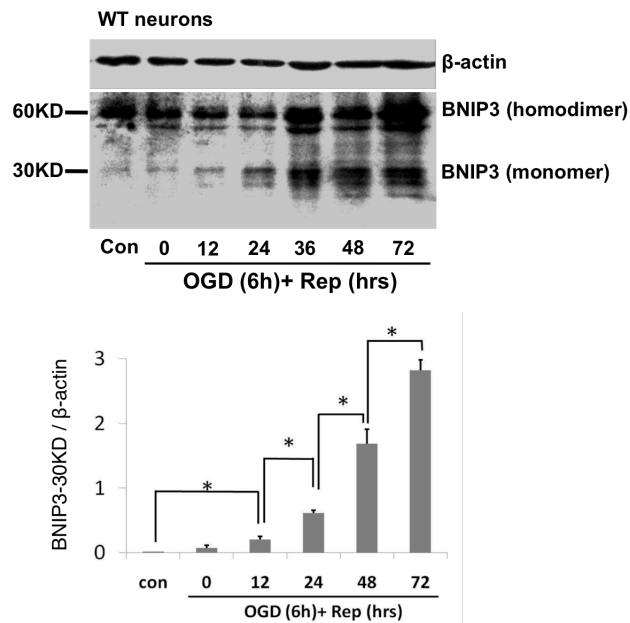 WT neurons
β-actin
60KD
BNIP3 (homodimer)
30KD
BNIP3 (monomer)
Con 0 12 24 36 48 72
OGD (6h)+ Rep (hrs)
BNIP3-30KD / β-actin
3
2
1
0
* * * *
con 0 12 24 48 72
OGD (6h)+ Rep (hrs)